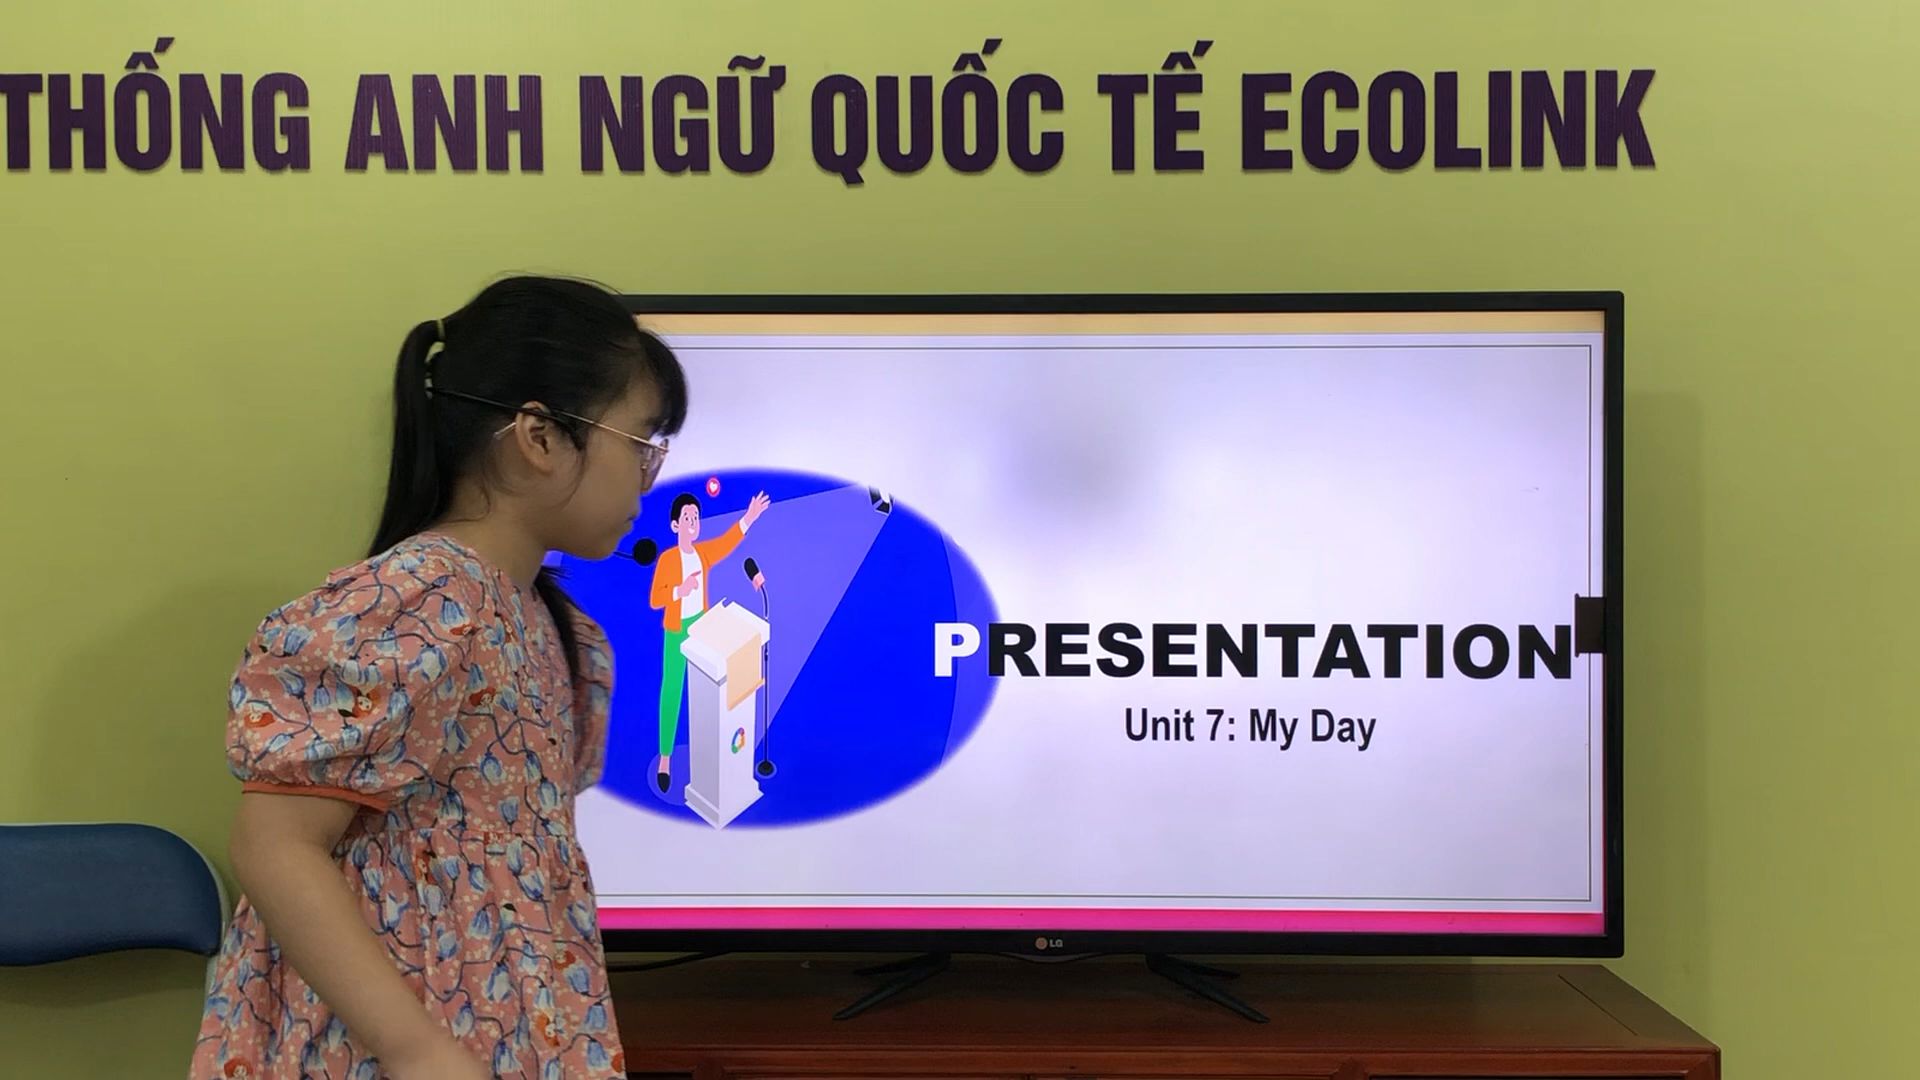 THỐNG ANH NGỮ QUỐC TẾ ECOLINK
PRESENTATION
Unit 7: My Day
LG